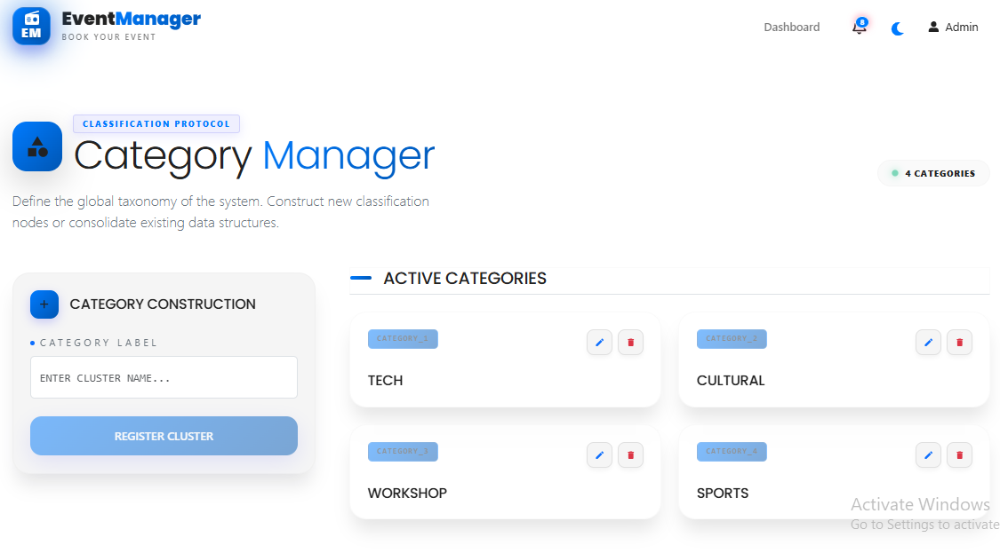 EventManager
BOOK YOUR EVENT
EM
Dashboard
8
Admin
CLASSIFICATION PROTOCOL
Category Manager
4 CATEGORIES
Define the global taxonomy of the system. Construct new classification
nodes or consolidate existing data structures.
CATEGORY CONSTRUCTION
CATEGORY LABEL
ENTER CLUSTER NAME...
REGISTER CLUSTER
ACTIVE CATEGORIES
CATEGORY_1
TECH
CATEGORY_2
CULTURAL
CATEGORY_3
WORKSHOP
CATEGORY_4
SPORTS
Activate Windows
Go to Settings to activate